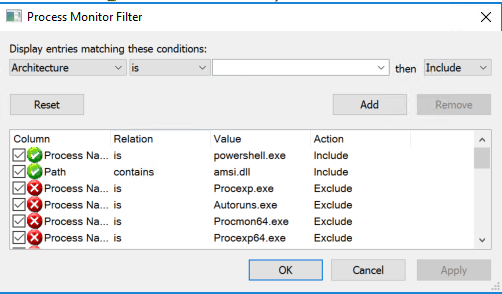 Process Monitor Filter
Display entries matching these conditions:
Architecture is then Include
Reset Add Remove
Column Relation Value Action
Process Na... is powershell.exe Include
Path contains amsi.dll Include
Process Na... is Procexp.exe Exclude
Process Na... is Autoruns.exe Exclude
Process Na... is Procmon64.exe Exclude
Process Na... is Procexp64.exe Exclude
OK Cancel Apply